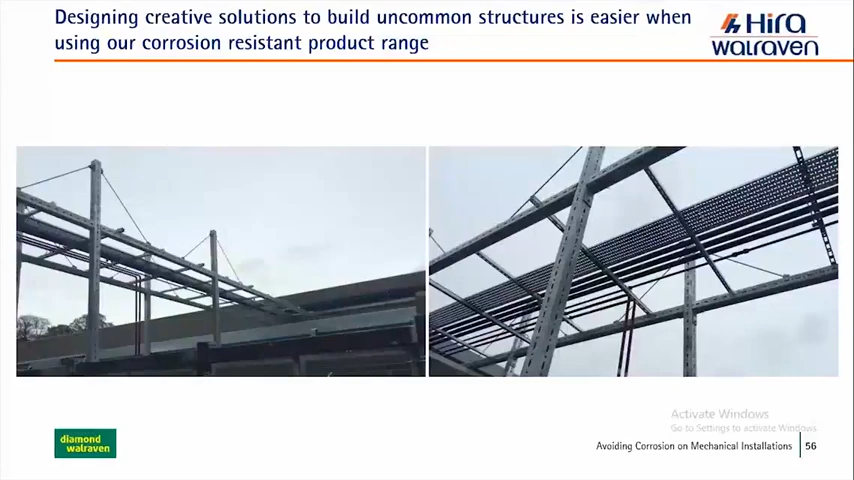 Designing creative solutions to build uncommon structures is easier when
using our corrosion resistant product range
Hira
walraven
Activate Windows
Go to Settings to activate Windows.
diamond
walraven
Avoiding Corrosion on Mechanical Installations
56